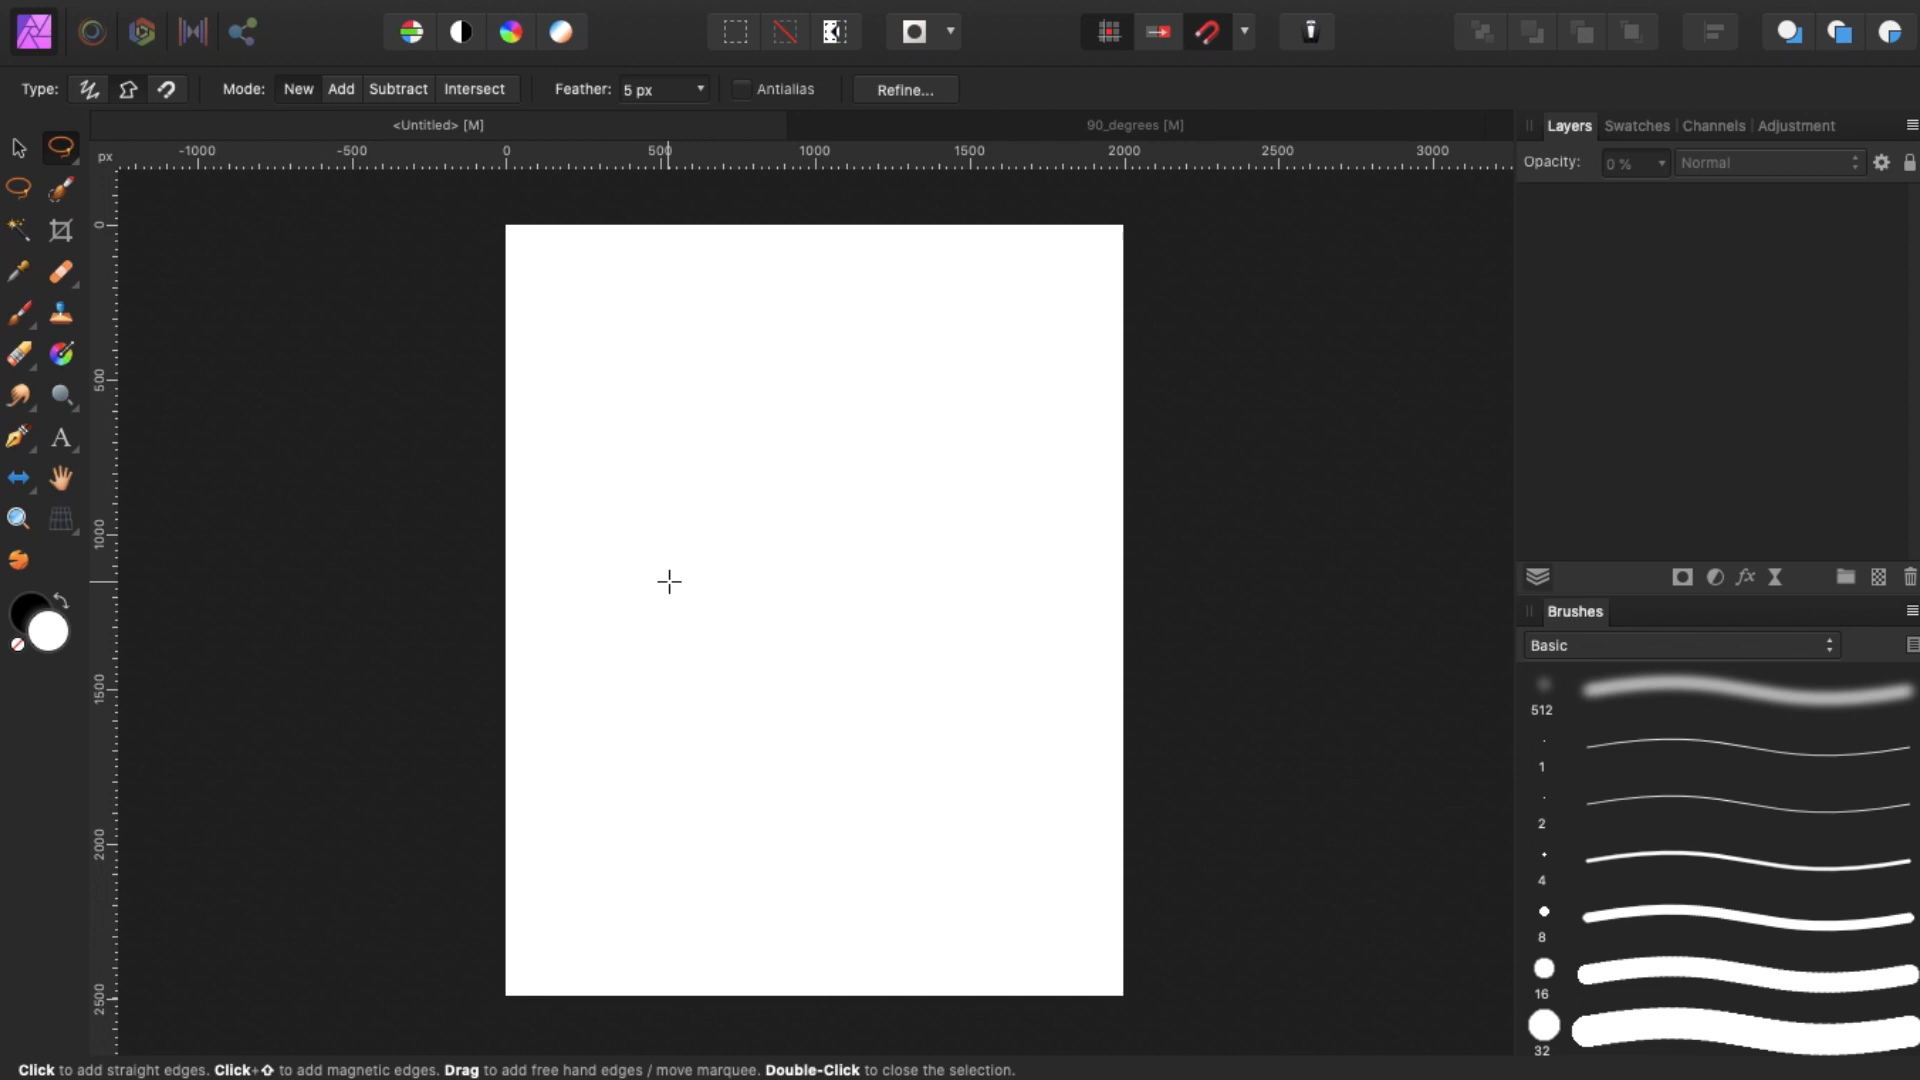 Type: Mode: New Add Subtract Intersect Feather: 5 px Antialias Refine...
<Untitled> [M] 90_degrees [M]
Layers Swatches Channels Adjustment
px -1000 -500 0 500 1000 1500 2000 2500 3000
Opacity: 0 % Normal
0
500
1000
1500
2000
2500
A
fx
Brushes
Basic
512
1
2
4
8
16
32
Click to add straight edges. Click+⇧ to add magnetic edges. Drag to add free hand edges / move marquee. Double-Click to close the selection.